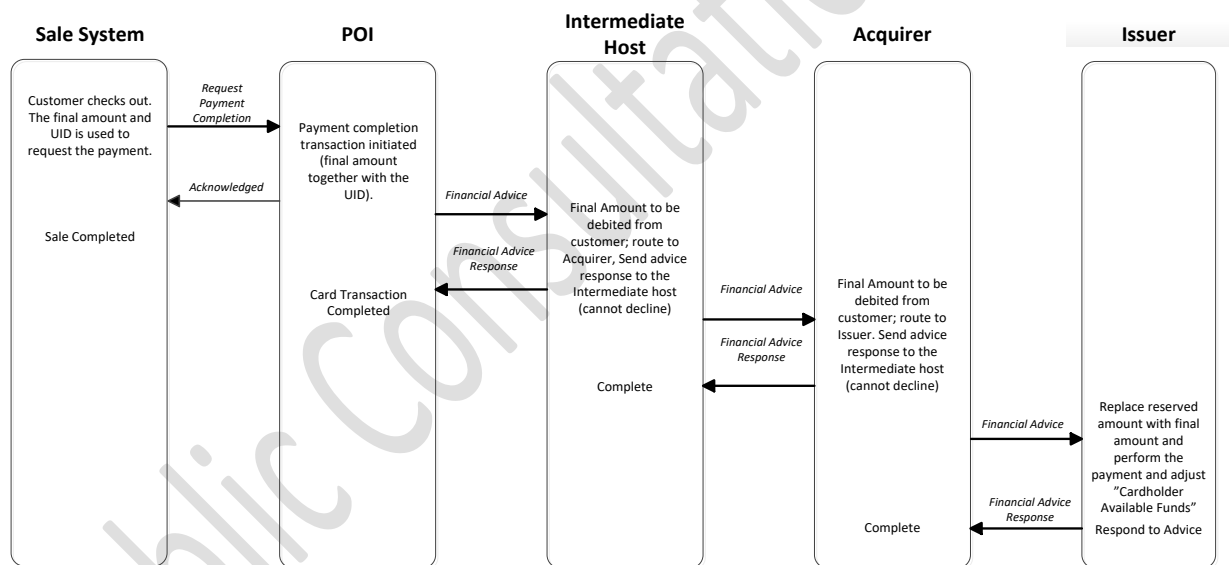 Sale System
POI
Intermediate
Host
Acquirer
Issuer
Customer checks out.
The final amount and
UID is used to
request the payment.
Sale Completed
Request
Payment
Completion
Acknowledged
Payment completion
transaction initiated
(final amount
together with the
UID).
Card Transaction
Completed
Financial Advice
Financial Advice
Response
Final Amount to be
debited from
customer; route to
Acquirer, Send advice
response to the
Intermediate host
(cannot decline)
Complete
Financial Advice
Financial Advice
Response
Final Amount to be
debited from
customer; route to
Issuer. Send advice
response to the
Intermediate host
(cannot decline)
Complete
Financial Advice
Financial Advice
Response
Replace reserved
amount with final
amount and
perform the
payment and adjust
”Cardholder
Available Funds”
Respond to Advice